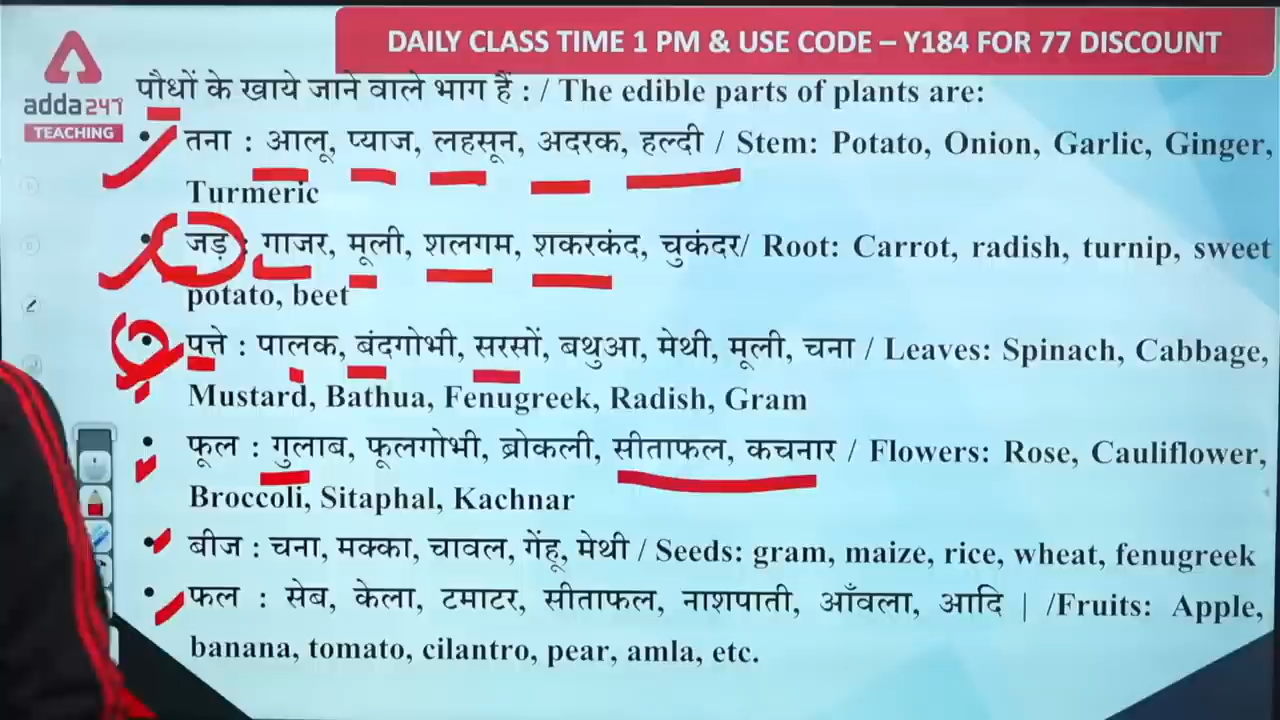 DAILY CLASS TIME 1 PM & USE CODE – Y184 FOR 77 DISCOUNT
adda247
TEACHING
पौधों के खाये जाने वाले भाग हैं : / The edible parts of plants are:
• तना : आलू, प्याज, लहसून, अदरक, हल्दी / Stem: Potato, Onion, Garlic, Ginger,
Turmeric
• जड़ : गाजर, मूली, शलगम, शकरकंद, चुकंदर/ Root: Carrot, radish, turnip, sweet
potato, beet
• पत्ते : पालक, बंदगोभी, सरसों, बथुआ, मेथी, मूली, चना / Leaves: Spinach, Cabbage,
Mustard, Bathua, Fenugreek, Radish, Gram
• फूल : गुलाब, फूलगोभी, ब्रोकली, सीताफल, कचनार / Flowers: Rose, Cauliflower,
Broccoli, Sitaphal, Kachnar
• बीज : चना, मक्का, चावल, गेंहू, मेथी / Seeds: gram, maize, rice, wheat, fenugreek
• फल : सेब, केला, टमाटर, सीताफल, नाशपाती, आँवला, आदि | /Fruits: Apple,
banana, tomato, cilantro, pear, amla, etc.